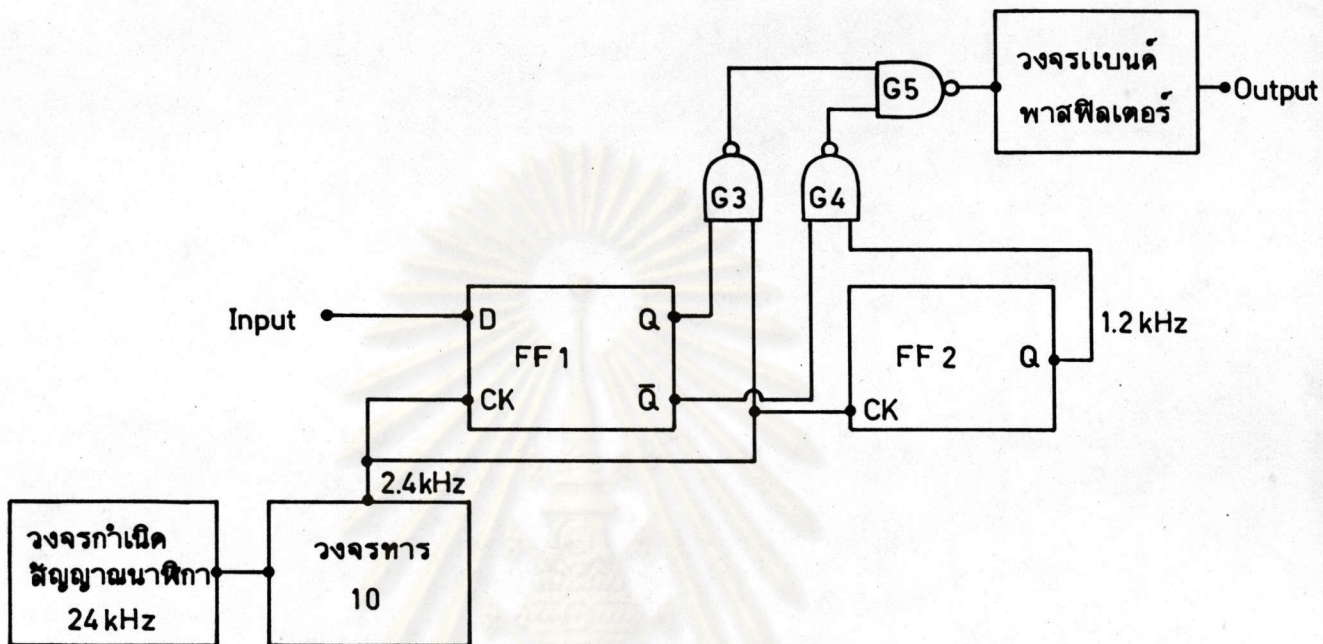 วงจรแบนด์
พาสฟิลเตอร์
Output
G5
G3
G4
Input
D
Q
FF1
CK
Q̅
FF2
Q
CK
1.2 kHz
2.4 kHz
วงจรกำเนิด
สัญญาณนาฬิกา
24 kHz
วงจรหาร
10